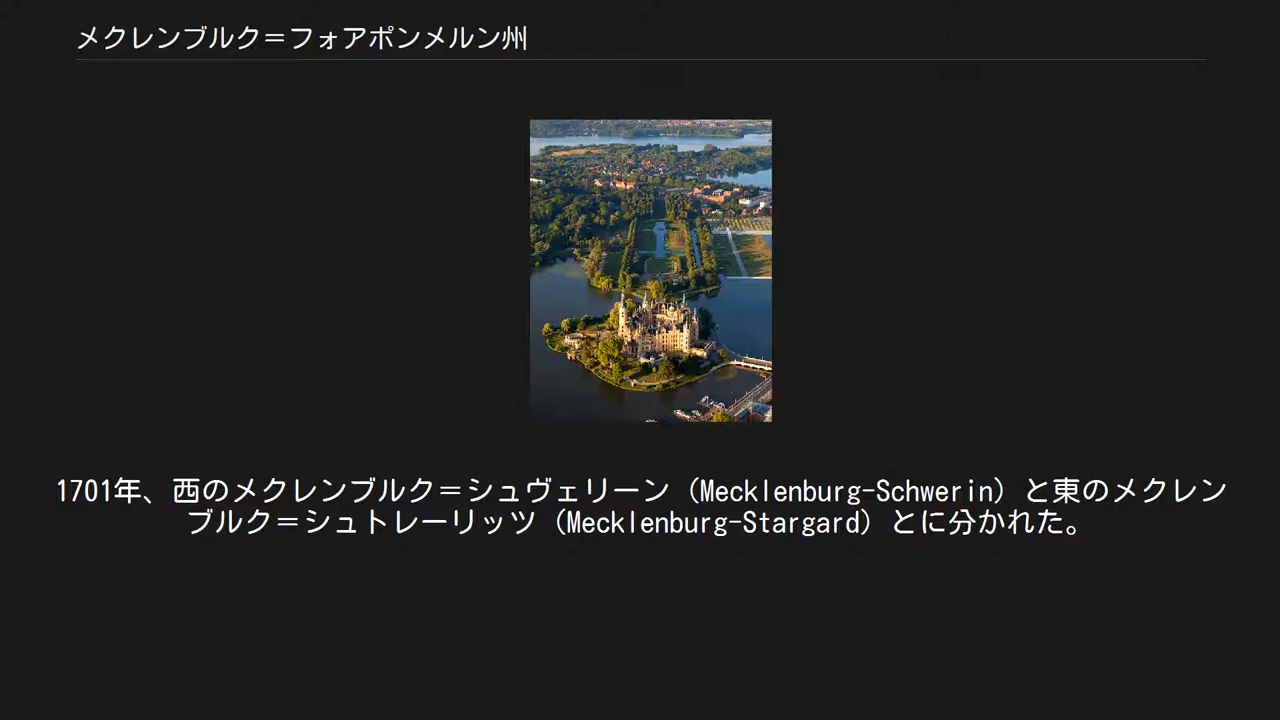 メクレンブルク＝フォアポンメルン州
1701年、西のメクレンブルク＝シュヴェリーン（Mecklenburg-Schwerin）と東のメクレン
ブルク＝シュトレーリッツ（Mecklenburg-Stargard）とに分かれた。